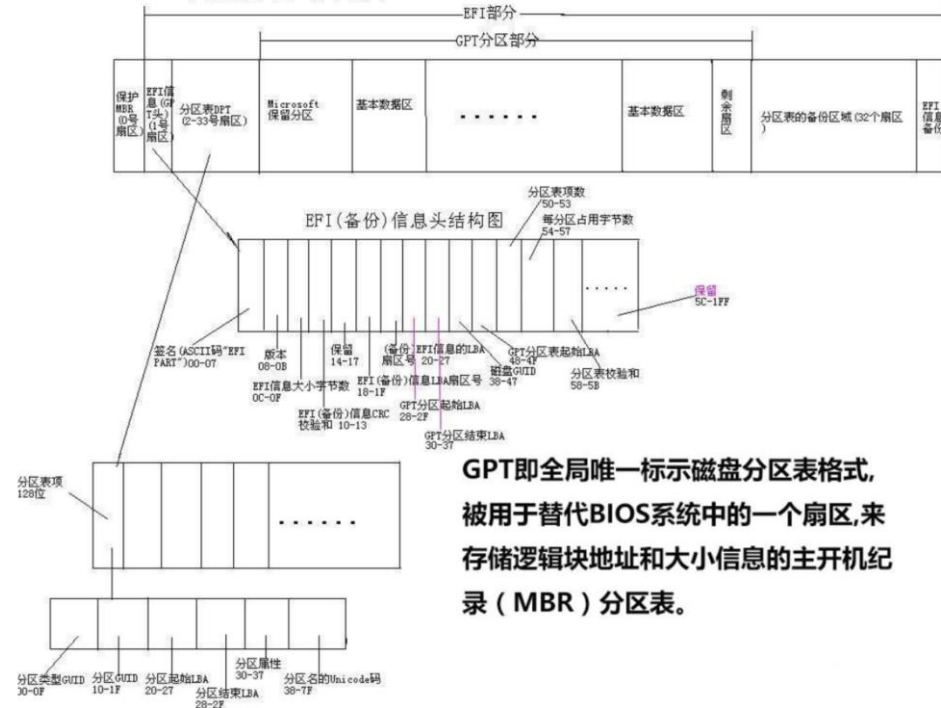 EFI部分
GPT分区部分
保护
MBR
(0号
扇区)
EFI信
息(GP
T头)
(1号
扇区)
分区表DPT
(2-33号扇区)
Microsoft
保留分区
基本数据区
......
基本数据区
剩
余
扇
区
分区表的备份区域(32个扇区
)
EFI
信息
备份
分区表项数
50-53
EFI(备份)信息头结构图
每分区占用字节数
54-57
.....
保留
5C-1FF
签名(ASCII码"EFI
PART")00-07
版本
08-0B
保留
14-17
(备份)EFI信息的LBA
扇区号 20-27
GPT分区表起始LBA
48-4F
EFI信息大小字节数
0C-0F
EFI(备份)信息LBA扇区号
18-1F
磁盘GUID
38-47
分区表校验和
58-5B
EFI(备份)信息CRC
校验和 10-13
GPT分区起始LBA
28-2F
GPT分区结束LBA
30-37
分区表项
128位
......
GPT即全局唯一标示磁盘分区表格式,
被用于替代BIOS系统中的一个扇区,来
存储逻辑块地址和大小信息的主开机纪
录（MBR）分区表。
分区类型GUID
00-0F
分区GUID
10-1F
分区起始LBA
20-27
分区结束LBA
28-2F
分区属性
30-37
分区名的Unicode码
38-7F